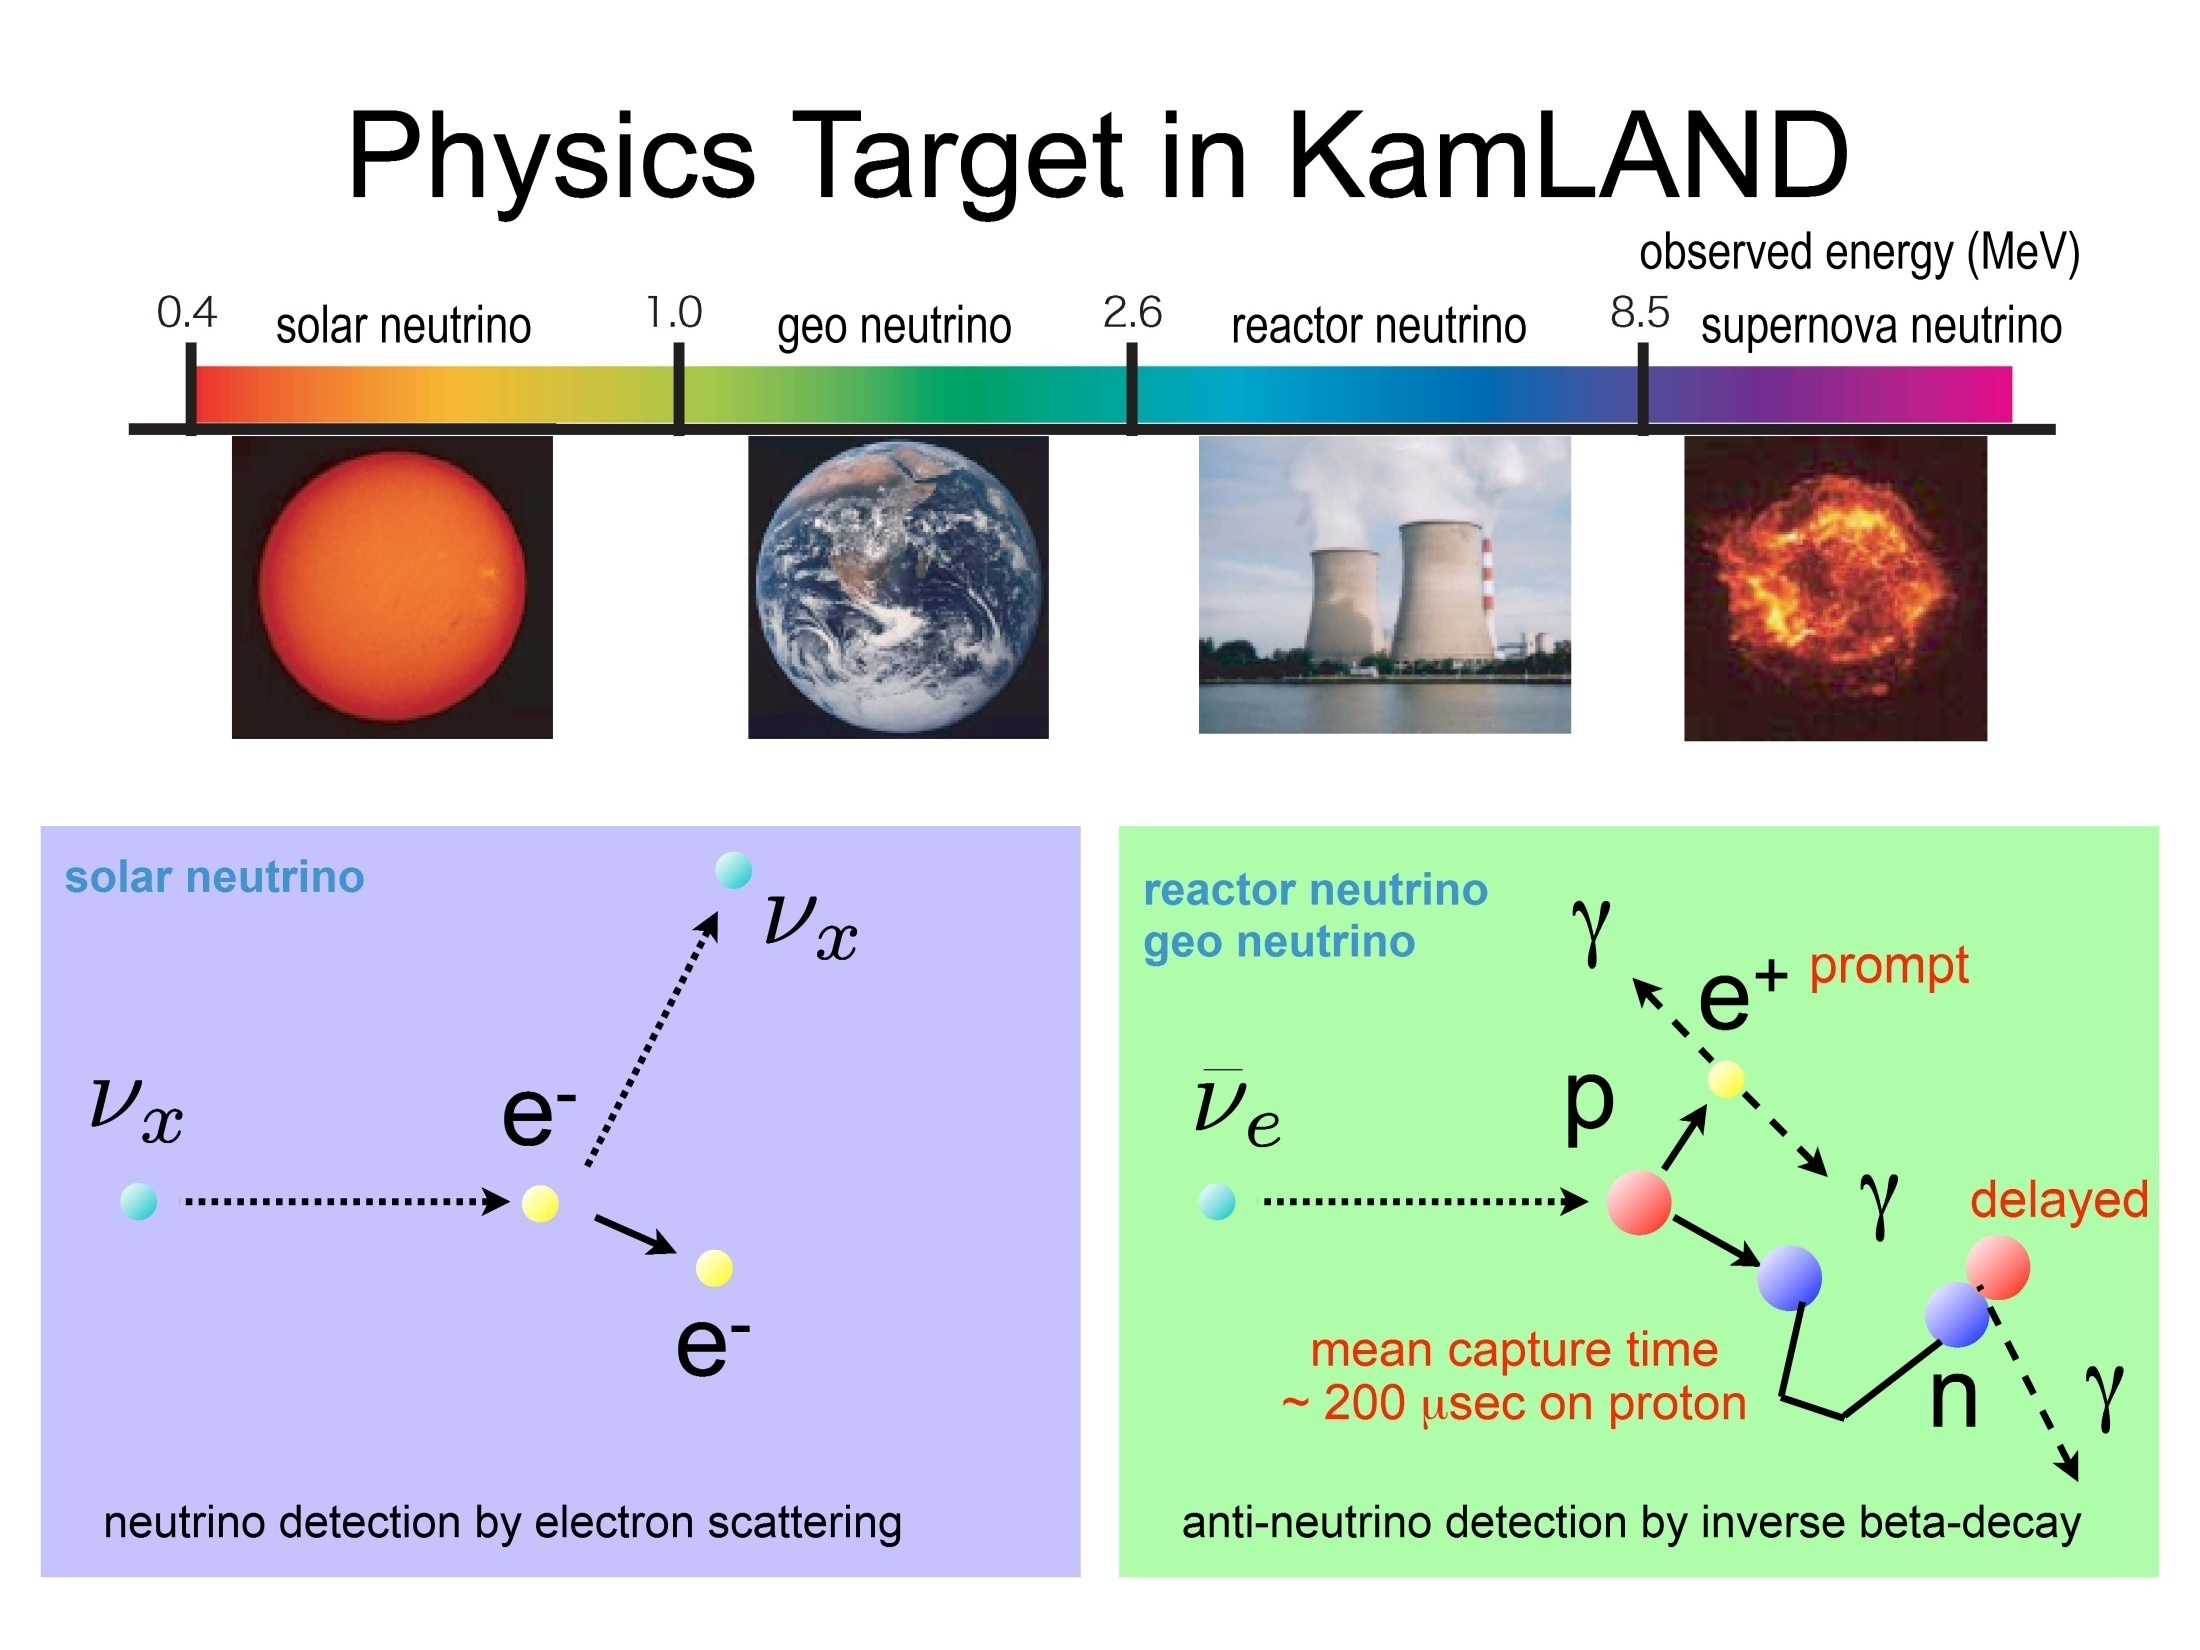 Physics Target in KamLAND
observed energy (MeV)
0.4 solar neutrino 1.0 geo neutrino 2.6 reactor neutrino 8.5 supernova neutrino
solar neutrino
νx
νx
e-
e-
neutrino detection by electron scattering
reactor neutrino
geo neutrino
γ
e+ prompt
ν̄e
p
γ
delayed
mean capture time
~ 200 μsec on proton
n
γ
anti-neutrino detection by inverse beta-decay